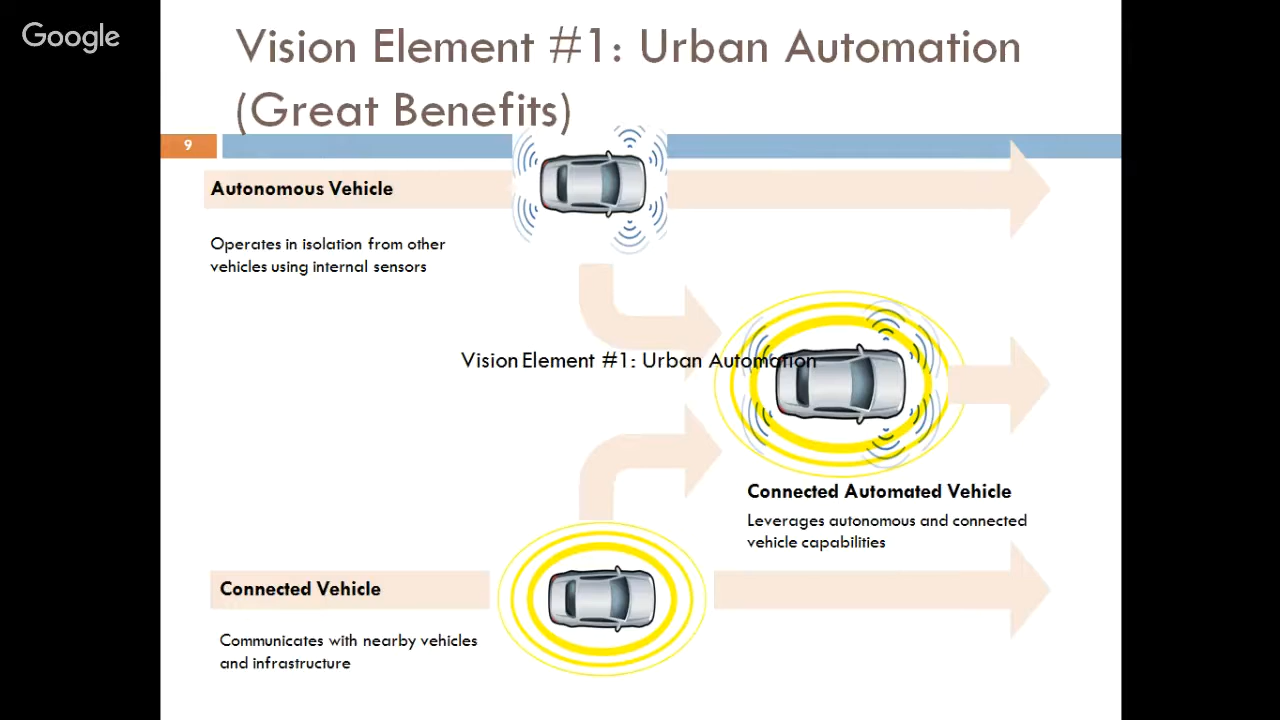 Google
Vision Element #1: Urban Automation
(Great Benefits)
9
Autonomous Vehicle
Operates in isolation from other
vehicles using internal sensors
Vision Element #1: Urban Automation
Connected Automated Vehicle
Leverages autonomous and connected
vehicle capabilities
Connected Vehicle
Communicates with nearby vehicles
and infrastructure